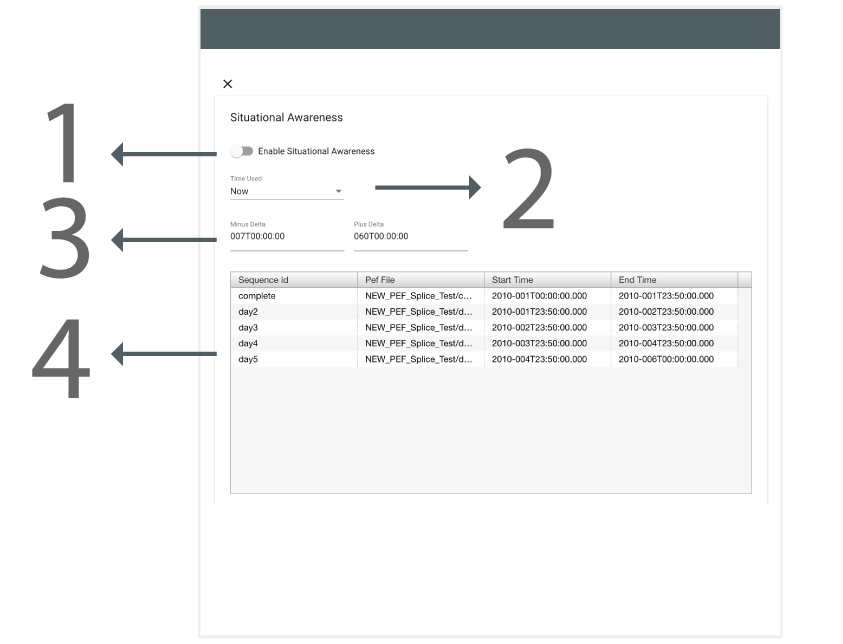 1
Situational Awareness
Enable Situational Awareness
2
Time Used
Now
3
Minus Delta Plus Delta
007T00:00:00 060T00:00:00
4
Sequence Id Pef File Start Time End Time
complete NEW_PEF_Splice_Test/c... 2010-001T00:00:00.000 2010-001T23:50:00.000
day2 NEW_PEF_Splice_Test/d... 2010-001T23:50:00.000 2010-002T23:50:00.000
day3 NEW_PEF_Splice_Test/d... 2010-002T23:50:00.000 2010-003T23:50:00.000
day4 NEW_PEF_Splice_Test/d... 2010-003T23:50:00.000 2010-004T23:50:00.000
day5 NEW_PEF_Splice_Test/d... 2010-004T23:50:00.000 2010-006T00:00:00.000